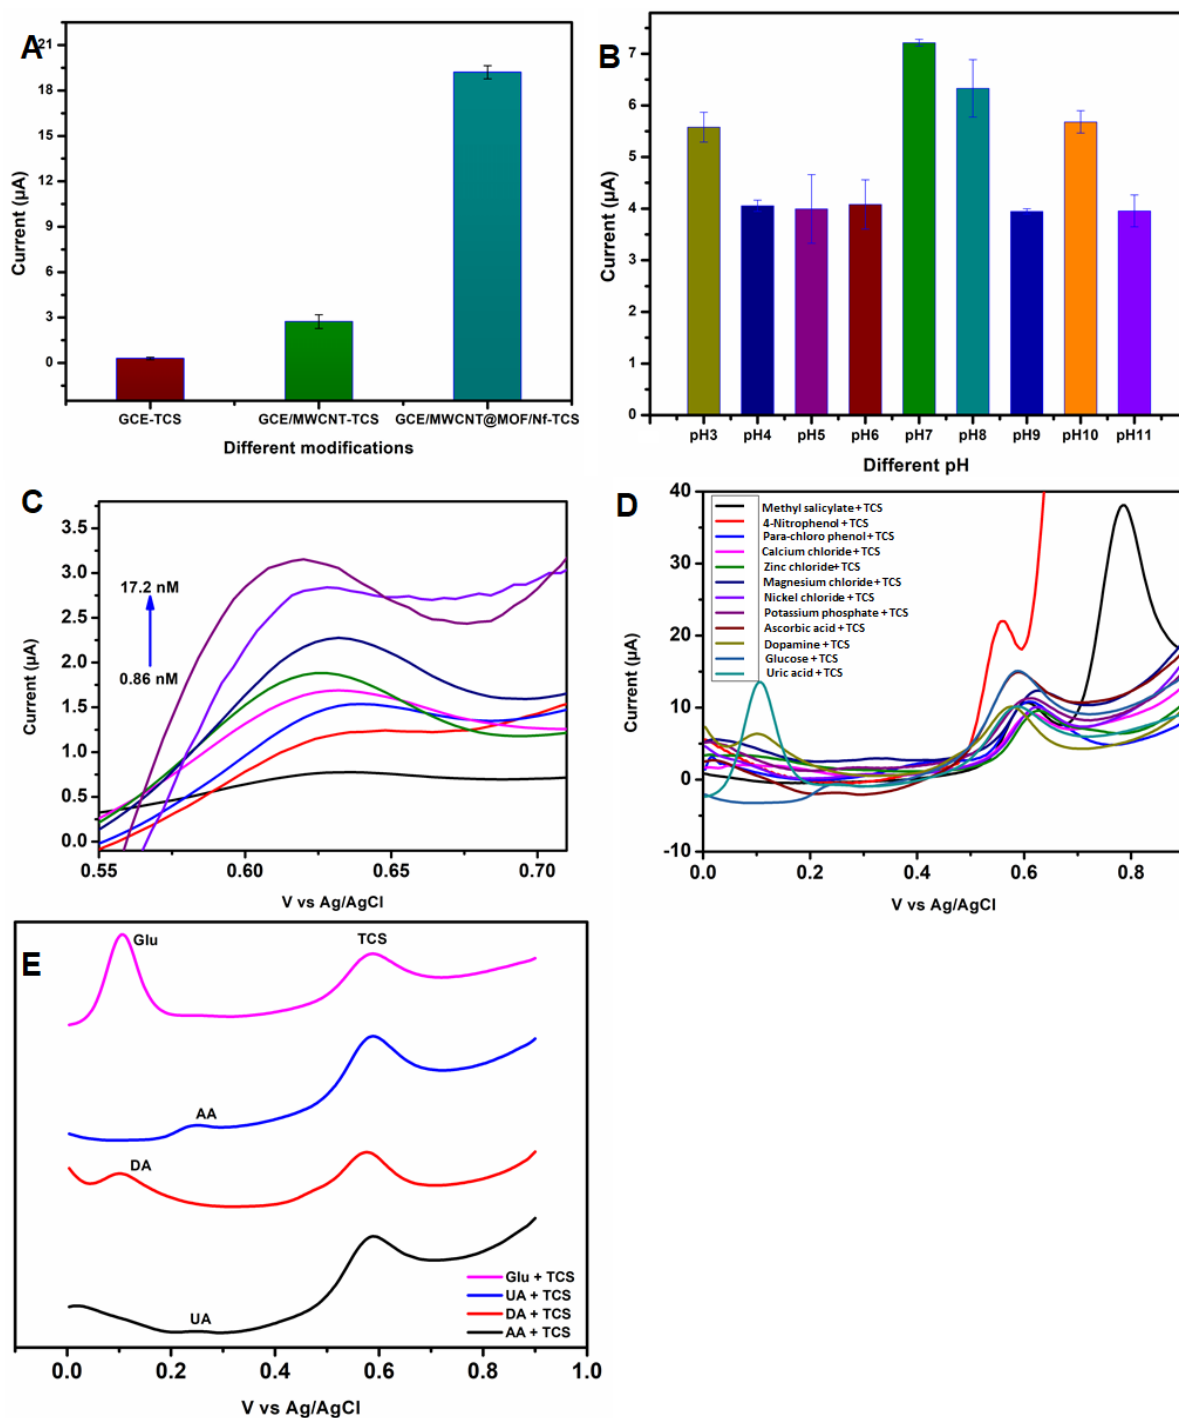 A
21
18
15
12
9
6
3
0
Current (µA)
GCE-TCS
GCE/MWCNT-TCS
GCE/MWCNT@MOF/Nf-TCS
Different modifications
B
7
6
5
4
3
2
1
0
Current (µA)
pH3
pH4
pH5
pH6
pH7
pH8
pH9
pH10
pH11
Different pH
C
3.5
3.0
2.5
2.0
1.5
1.0
0.5
0.0
Current (µA)
17.2 nM
0.86 nM
0.55
0.60
0.65
0.70
V vs Ag/AgCl
D
40
30
20
10
0
-10
Current (µA)
Methyl salicylate + TCS
4-Nitrophenol + TCS
Para-chloro phenol + TCS
Calcium chloride + TCS
Zinc chloride+ TCS
Magnesium chloride + TCS
Nickel chloride + TCS
Potassium phosphate + TCS
Ascorbic acid + TCS
Dopamine + TCS
Glucose + TCS
Uric acid + TCS
0.0
0.2
0.4
0.6
0.8
V vs Ag/AgCl
E
Glu
TCS
AA
DA
UA
Glu + TCS
UA + TCS
DA + TCS
AA + TCS
0.0
0.2
0.4
0.6
0.8
1.0
V vs Ag/AgCl